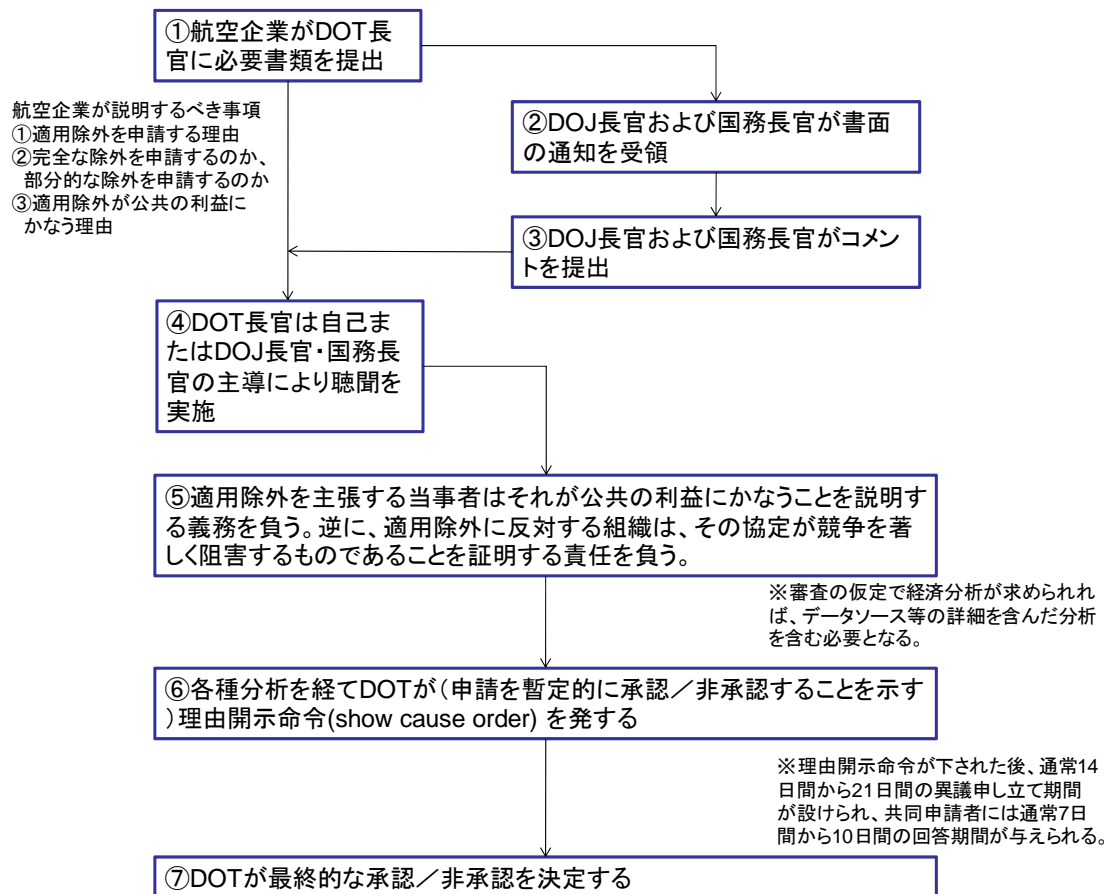 ①航空企業がDOT長
官に必要書類を提出
航空企業が説明するべき事項
①適用除外を申請する理由
②完全な除外を申請するのか、
部分的な除外を申請するのか
③適用除外が公共の利益に
かなう理由
②DOJ長官および国務長官が書面
の通知を受領
③DOJ長官および国務長官がコメン
トを提出
④DOT長官は自己ま
たはDOJ長官・国務長
官の主導により聴聞を
実施
⑤適用除外を主張する当事者はそれが公共の利益にかなうことを説明す
る義務を負う。逆に、適用除外に反対する組織は、その協定が競争を著
しく阻害するものであることを証明する責任を負う。
※審査の仮定で経済分析が求められれ
ば、データソース等の詳細を含んだ分析
を含む必要となる。
⑥各種分析を経てDOTが（申請を暫定的に承認／非承認することを示す
）理由開示命令(show cause order) を発する
※理由開示命令が下された後、通常14
日間から21日間の異議申し立て期間
が設けられ、共同申請者には通常7日
間から10日間の回答期間が与えられる。
⑦DOTが最終的な承認／非承認を決定する